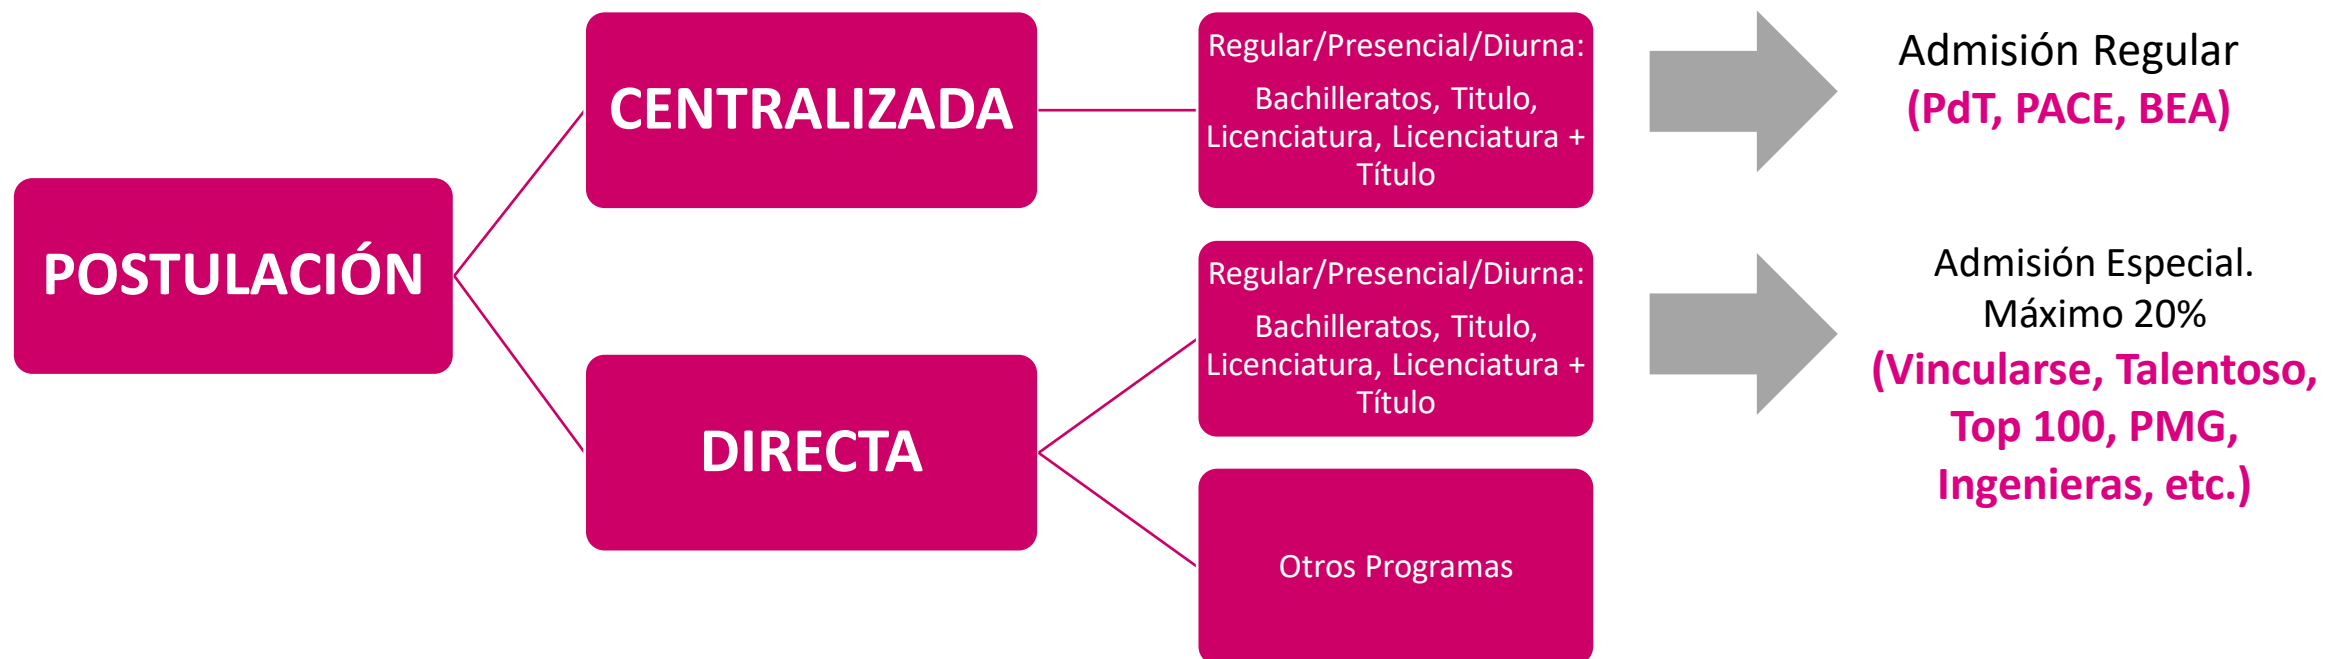 POSTULACIÓN
CENTRALIZADA
Regular/Presencial/Diurna:
Bachilleratos, Titulo,
Licenciatura, Licenciatura +
Título
Admisión Regular
(PdT, PACE, BEA)
DIRECTA
Regular/Presencial/Diurna:
Bachilleratos, Titulo,
Licenciatura, Licenciatura +
Título
Admisión Especial.
Máximo 20%
(Vincularse, Talentoso,
Top 100, PMG,
Ingenieras, etc.)
Otros Programas